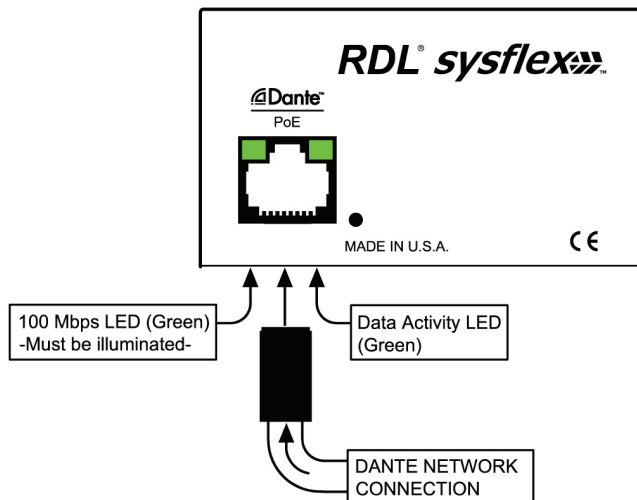 RDL® sysflex™
Dante™
PoE
MADE IN U.S.A.
CE
100 Mbps LED (Green)
-Must be illuminated-
Data Activity LED
(Green)
DANTE NETWORK
CONNECTION